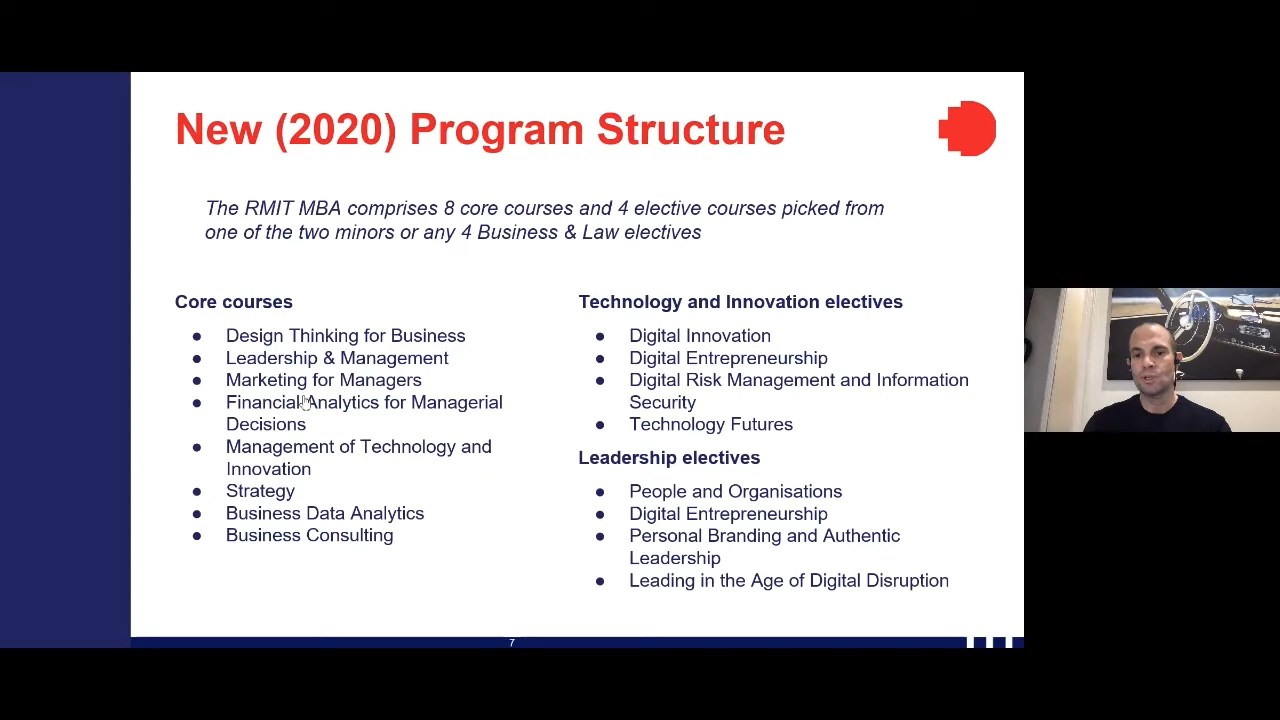 New (2020) Program Structure
The RMIT MBA comprises 8 core courses and 4 elective courses picked from
one of the two minors or any 4 Business & Law electives
Core courses
● Design Thinking for Business
● Leadership & Management
● Marketing for Managers
● Financial Analytics for Managerial
Decisions
● Management of Technology and
Innovation
● Strategy
● Business Data Analytics
● Business Consulting
Technology and Innovation electives
● Digital Innovation
● Digital Entrepreneurship
● Digital Risk Management and Information
Security
● Technology Futures
Leadership electives
● People and Organisations
● Digital Entrepreneurship
● Personal Branding and Authentic
Leadership
● Leading in the Age of Digital Disruption
7